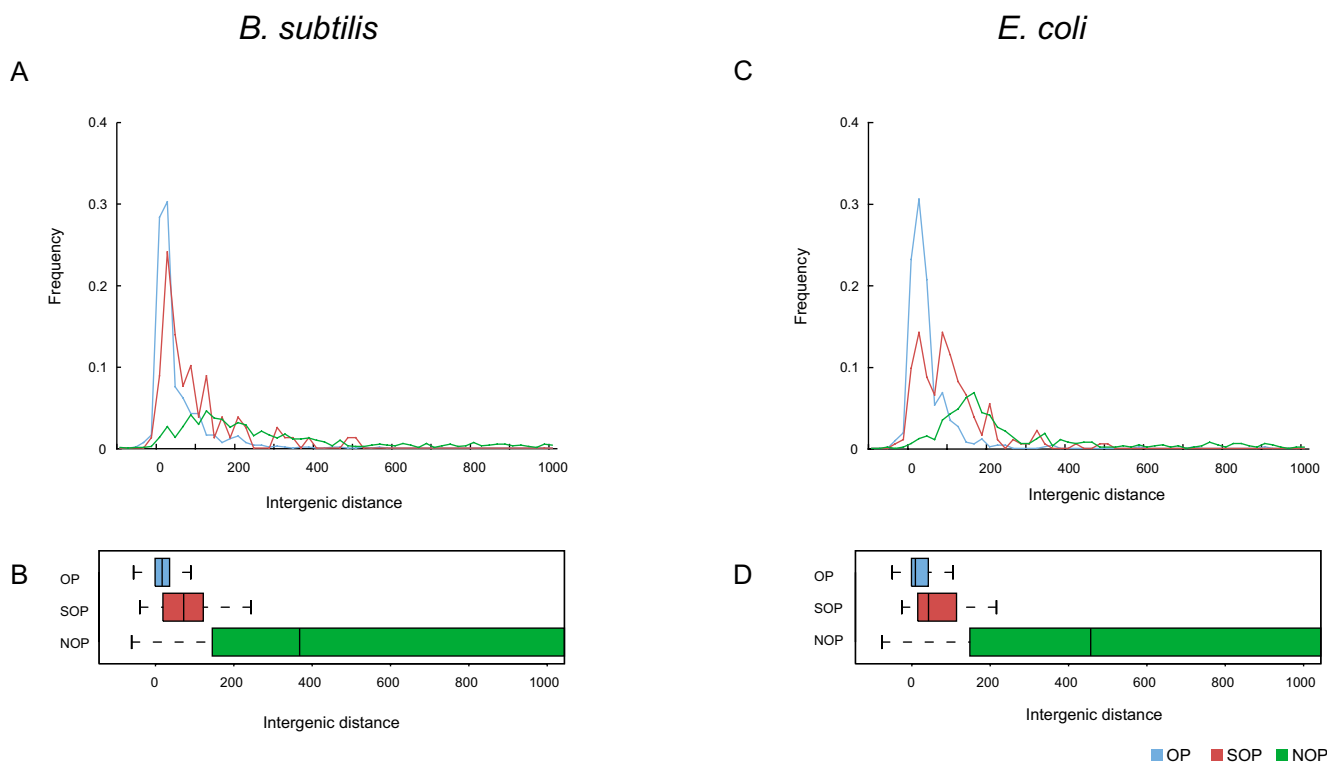 B. subtilis
E. coli
A
C
0.4
0.3
0.2
0.1
0
Frequency
0 200 400 600 800 1000
Intergenic distance
0.4
0.3
0.2
0.1
0
Frequency
0 200 400 600 800 1000
Intergenic distance
B
OP
SOP
NOP
0 200 400 600 800 1000
Intergenic distance
D
OP
SOP
NOP
0 200 400 600 800 1000
Intergenic distance
OP SOP NOP